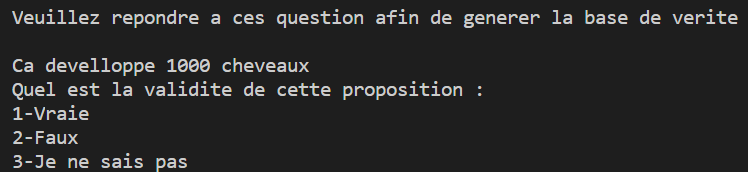 Veuillez repondre a ces question afin de generer la base de verite
Ca develloppe 1000 cheveaux
Quel est la validite de cette proposition :
1-Vraie
2-Faux
3-Je ne sais pas